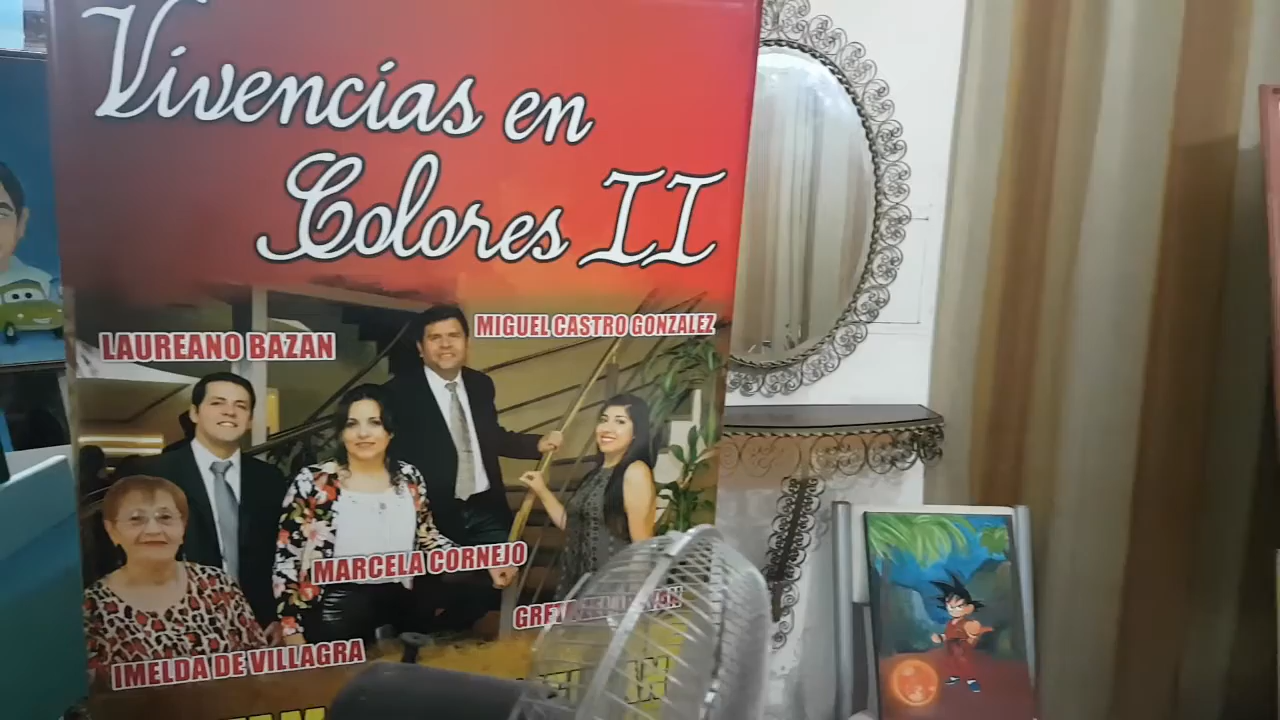 Vivencias en
Colores II
MIGUEL CASTRO GONZALEZ
LAUREANO BAZAN
MARCELA CORNEJO
IMELDA DE VILLAGRA